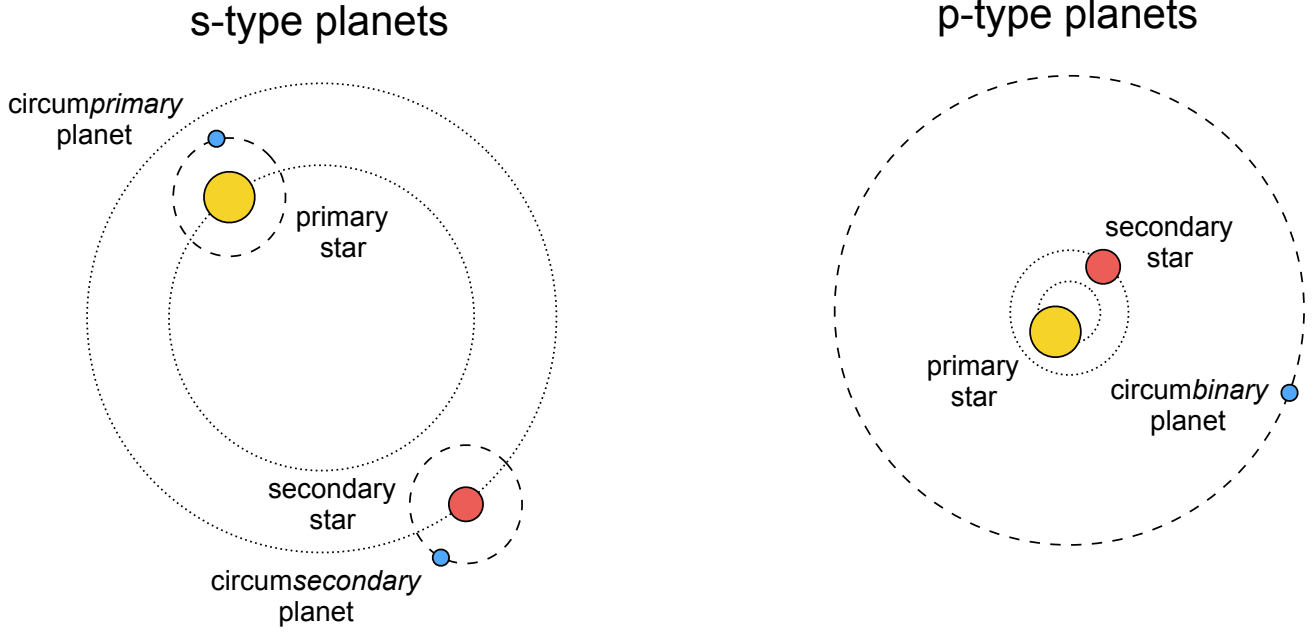 s-type planets
circumprimary
planet
primary
star
secondary
star
circumsecondary
planet
p-type planets
secondary
star
primary
star
circumbinary
planet